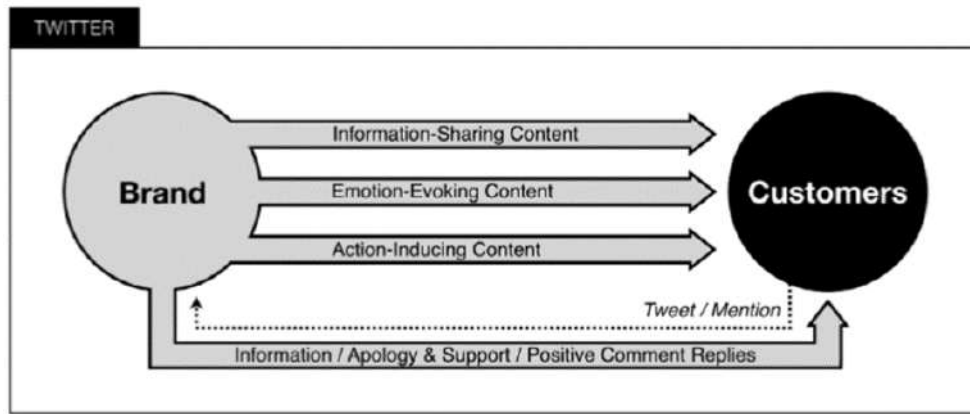 TWITTER
Information-Sharing Content
Brand
Emotion-Evoking Content
Customers
Action-Inducing Content
Tweet / Mention
Information / Apology & Support / Positive Comment Replies